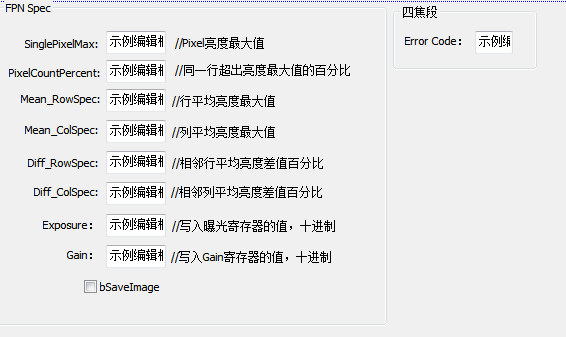 FPN Spec
SinglePixelMax: 示例编辑框 //Pixel亮度最大值
PixelCountPercent: 示例编辑框 //同一行超出亮度最大值的百分比
Mean_RowSpec: 示例编辑框 //行平均亮度最大值
Mean_ColSpec: 示例编辑框 //列平均亮度最大值
Diff_RowSpec: 示例编辑框 //相邻行平均亮度差值百分比
Diff_ColSpec: 示例编辑框 //相邻列平均亮度差值百分比
Exposure: 示例编辑框 //写入曝光寄存器的值，十进制
Gain: 示例编辑框 //写入Gain寄存器的值，十进制
bSaveImage
四焦段
Error Code: 示例编